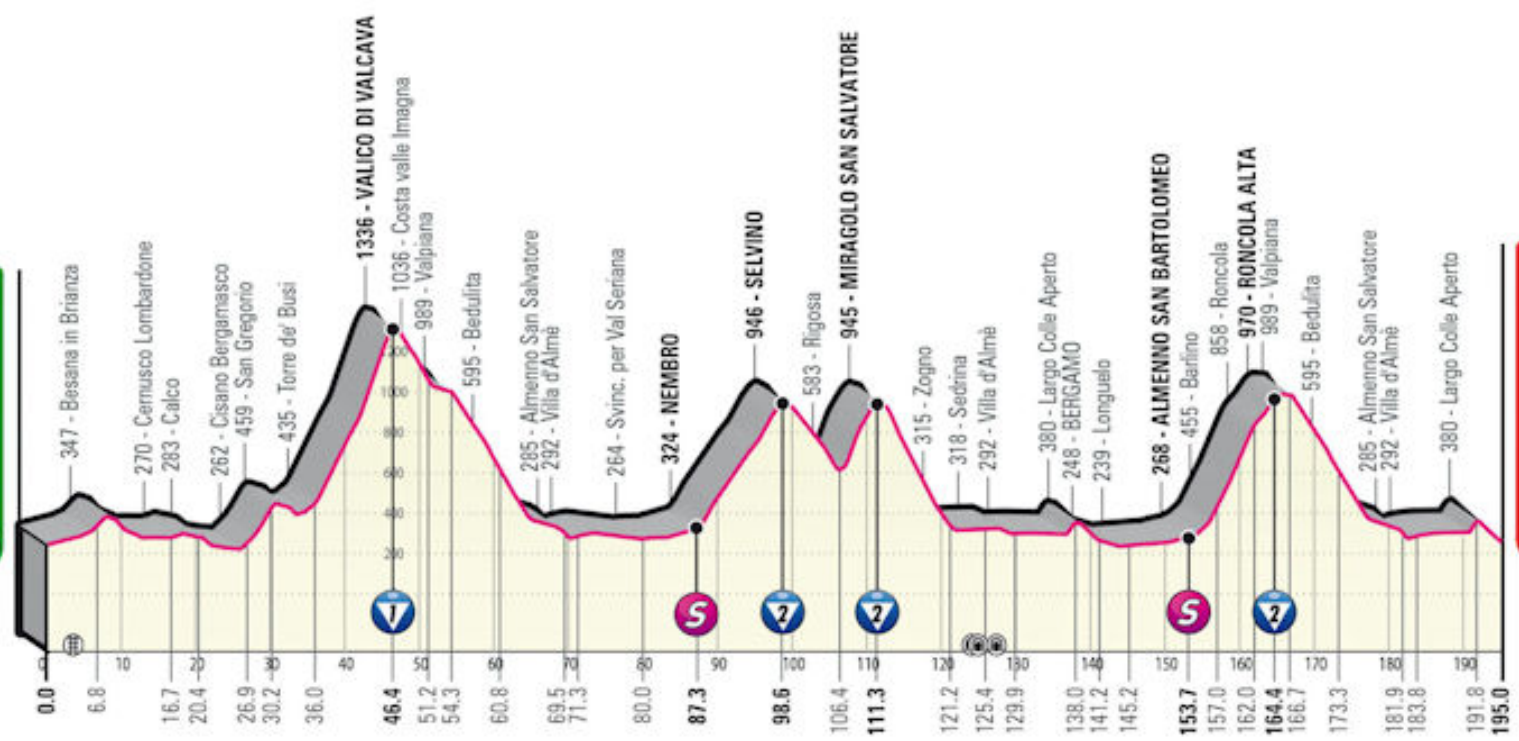 347 - Besana in Brianza
270 - Cernusco Lombardone
283 - Calco
262 - Cisano Bergamasco
459 - San Gregorio
435 - Torre de' Busi
1336 - VALICO DI VALCAVA
1036 - Costa valle Imagna
989 - Valpiana
595 - Bedulita
285 - Almenno San Salvatore
292 - Villa d'Almè
264 - Svinc. per Val Seriana
324 - NEMBRO
946 - SELVINO
583 - Rigosa
945 - MIRAGOLO SAN SALVATORE
315 - Zogno
318 - Sedrina
292 - Villa d'Almè
380 - Largo Colle Aperto
248 - BERGAMO
239 - Longuelo
268 - ALMENNO SAN BARTOLOMEO
455 - Barlino
858 - Roncola
970 - RONCOLA ALTA
989 - Valpiana
595 - Bedulita
285 - Almenno San Salvatore
292 - Villa d'Almè
380 - Largo Colle Aperto
1200
1000
800
600
400
200
1
S
2
2
S
2
0 10 20 30 40 50 60 70 80 90 100 110 120 130 140 150 160 170 180 190
0.0
6.8
16.7
20.4
26.9
30.2
36.0
46.4
51.2
54.3
60.8
69.5
71.3
80.0
87.3
98.6
106.4
111.3
121.2
125.4
129.9
138.0
141.2
145.2
153.7
157.0
162.0
164.4
166.7
173.3
181.9
183.8
191.8
195.0